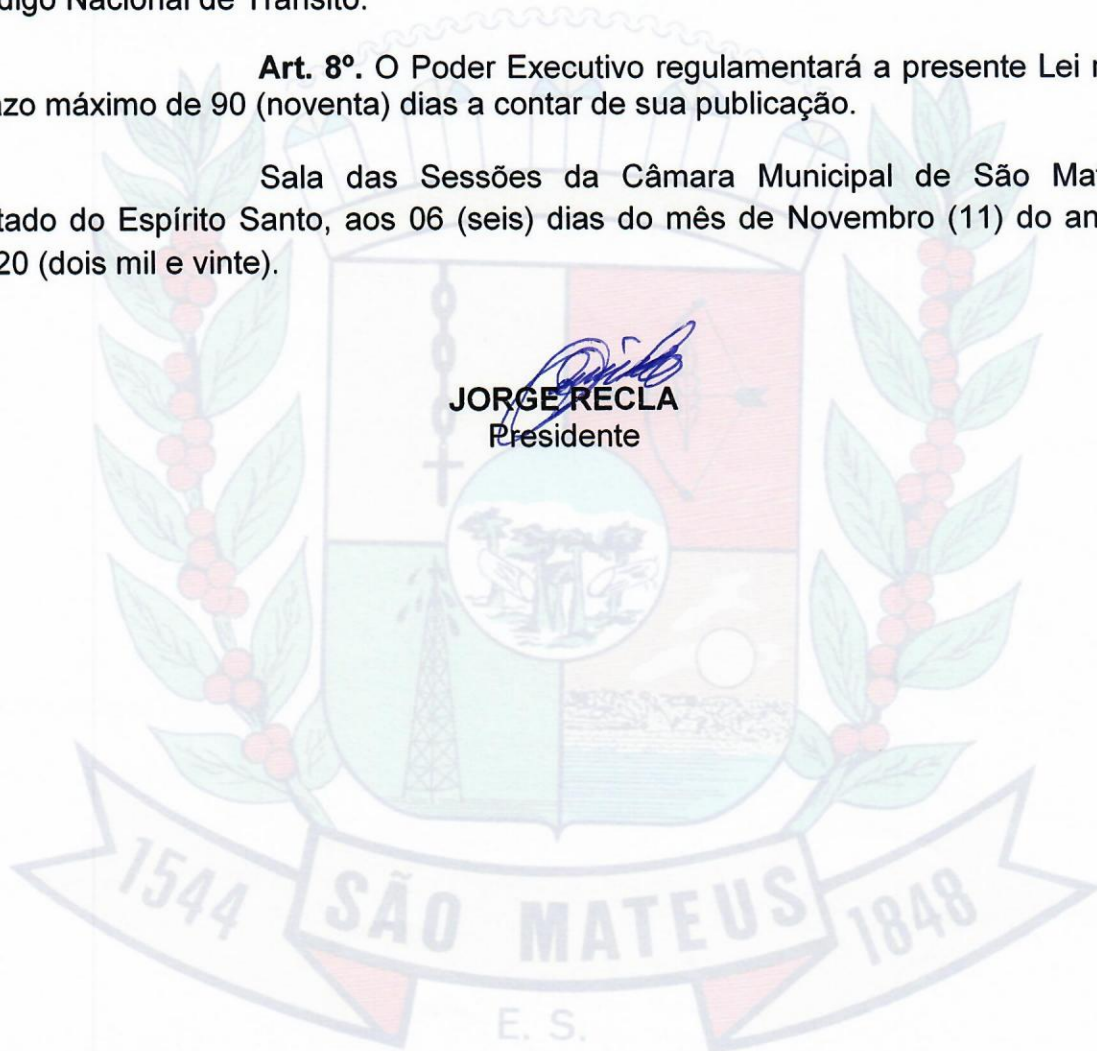 digo Nacional de Trânsito.
Art. 8º. O Poder Executivo regulamentará a presente Lei
azo máximo de 90 (noventa) dias a contar de sua publicação.
Sala das Sessões da Câmara Municipal de São Mat
tado do Espírito Santo, aos 06 (seis) dias do mês de Novembro (11) do an
20 (dois mil e vinte).
JORGE RECLA
Presidente
1544 SÃO MATEUS 1848
E. S.